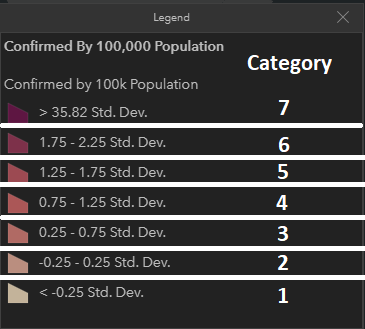 Legend
Confirmed By 100,000 Population
Category
Confirmed by 100k Population
> 35.82 Std. Dev. 7
1.75 - 2.25 Std. Dev. 6
1.25 - 1.75 Std. Dev. 5
0.75 - 1.25 Std. Dev. 4
0.25 - 0.75 Std. Dev. 3
-0.25 - 0.25 Std. Dev. 2
< -0.25 Std. Dev. 1